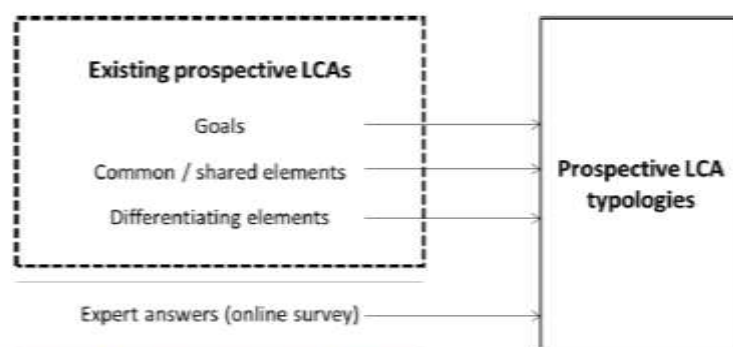 Existing prospective LCAs
Goals
Common / shared elements
Differentiating elements
Expert answers (online survey)
Prospective LCA
typologies